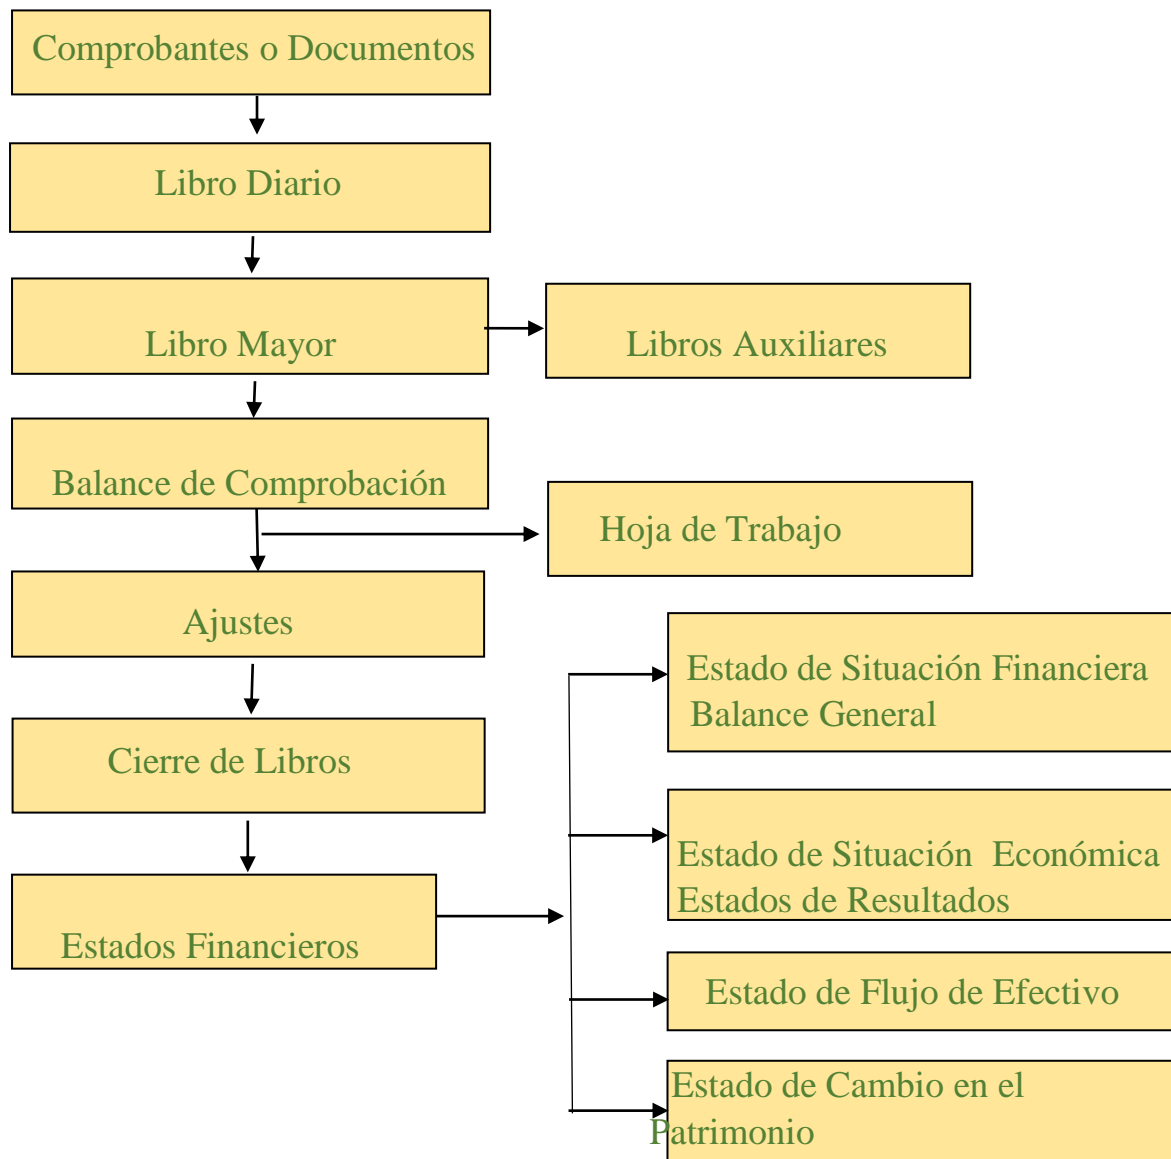 Comprobantes o Documentos
Libro Diario
Libro Mayor
Libros Auxiliares
Balance de Comprobación
Hoja de Trabajo
Ajustes
Cierre de Libros
Estados Financieros
Estado de Situación Financiera
Balance General
Estado de Situación Económica
Estados de Resultados
Estado de Flujo de Efectivo
Estado de Cambio en el
Patrimonio